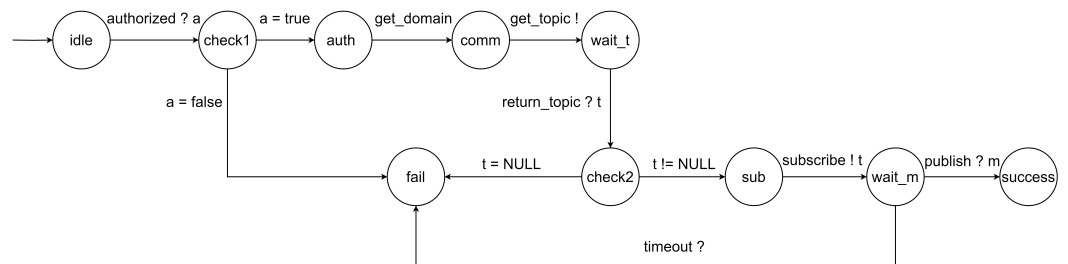 authorized ? a
a = true
get_domain
get_topic !
idle
check1
auth
comm
wait_t
a = false
return_topic ? t
t = NULL
t != NULL
subscribe ! t
publish ? m
fail
check2
sub
wait_m
success
timeout ?